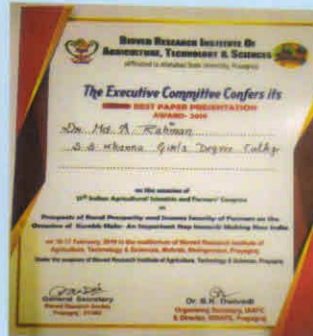 BIOVED RESEARCH INSTITUTE OF
AGRICULTURE, TECHNOLOGY & SCIENCES
(affiliated to Allahabad State University, Prayagraj)
The Executive Committee Confers its
BEST PAPER PRESENTATION
AWARD- 2019
to
Dr. Md. A Rahman
S. S. Khanna Girls Degree College
on the occasion of
21st Indian Agricultural Scientists and Farmers' Congress
on
Prospects of Rural Prosperity and Income Security of Farmers on the
Occasion of Kumbh Mela: An Important Step towards Making New India
on 16-17 February, 2019 in the auditorium of Bioved Research Institute of
Agriculture, Technology & Sciences, Prayagraj
Under the auspices of Bioved Research Institute of Agriculture, Technology & Sciences, Prayagraj
General Secretary
Bioved Research Society
Prayagraj
Dr. B.K. Dwivedi
Organising Secretary, IASFC
& Director, BRIATS, Prayagraj